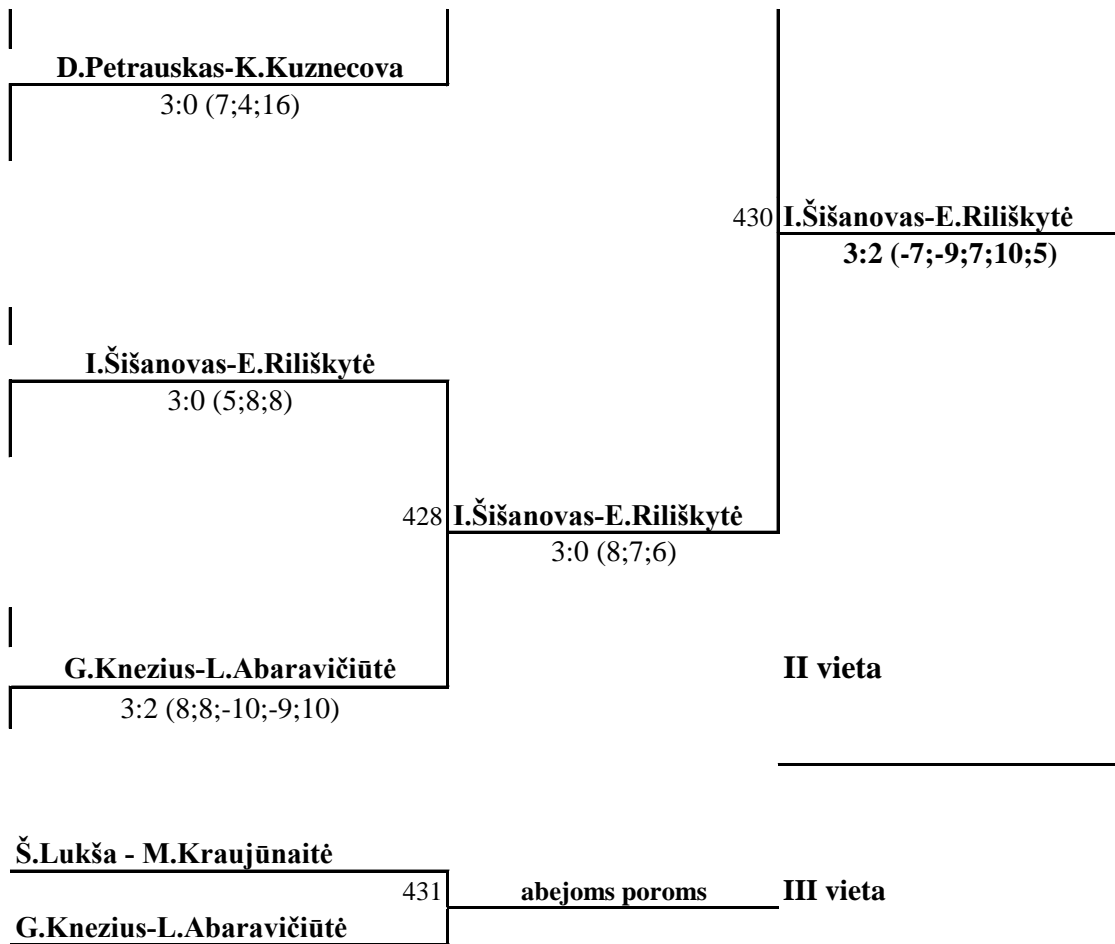 D.Petrauskas-K.Kuznecova
3:0 (7;4;16)
430 I.Šišanovas-E.Riliškytė
3:2 (-7;-9;7;10;5)
I.Šišanovas-E.Riliškytė
3:0 (5;8;8)
428 I.Šišanovas-E.Riliškytė
3:0 (8;7;6)
G.Knezius-L.Abaravičiūtė
II vieta
3:2 (8;8;-10;-9;10)
Š.Lukša - M.Kraujūnaitė
431 abejoms poroms III vieta
G.Knezius-L.Abaravičiūtė